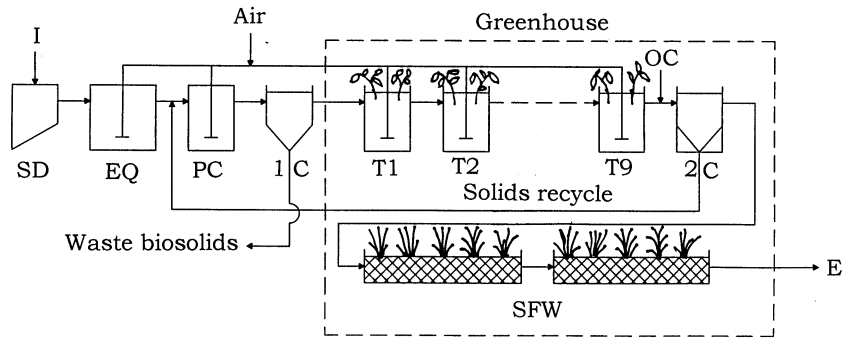 Greenhouse
Air
I
OC
SD
EQ
PC
1 C
T1
T2
T9
2 C
Solids recycle
Waste biosolids
E
SFW